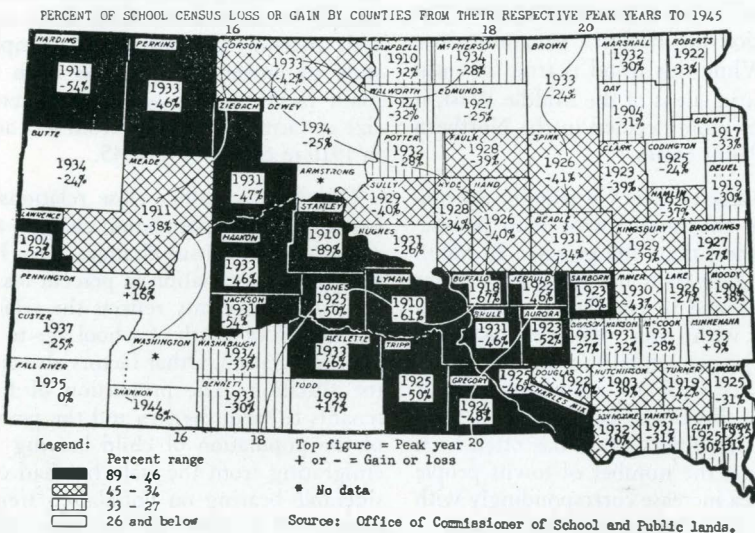 PERCENT OF SCHOOL CENSUS LOSS OR GAIN BY COUNTIES FROM THEIR RESPECTIVE PEAK YEARS TO 1945
16
20
HARDING
1911
-54%
PERKINS
1933
-46%
CORSON
1933
-42%
CAMPBELL
1910
-32%
McPHERSON
1934
-28%
BROWN
1933
-24%
MARSHALL
1932
-30%
ROBERTS
1922
-33%
WALWORTH
1924
-32%
EDMUNDS
1927
-25%
DAY
1904
-31%
GRANT
1917
-33%
BUTTE
1934
-24%
MEADE
1911
-38%
ZIEBACH
1931
-47%
DEWEY
1934
-25%
ARMSTRONG
*
POTTER
1932
-28%
FAULK
1928
-39%
SPINK
1926
-41%
CLARK
1923
-39%
CODINGTON
1925
-24%
DEUEL
1919
-30%
HAMLIN
1920
-37%
LAWRENCE
1904
-52%
STANLEY
1910
-89%
SULLY
1929
-40%
HYDE
1928
-34%
HAND
1926
-40%
BEADLE
1931
-34%
KINGSBURY
1929
-39%
BROOKINGS
1927
-27%
HUGHES
1931
-26%
PENNINGTON
1942
+16%
HAAKON
1933
-46%
JACKSON
1931
-54%
JONES
1925
-50%
LYMAN
1910
-61%
BUFFALO
1918
-67%
JERAULD
1922
-46%
SANBORN
1923
-50%
MINER
1930
-43%
LAKE
1926
-27%
MOODY
1904
-38%
CUSTER
1937
-25%
WASHINGTON
*
WASHABAUGH
1934
-33%
MELLETTE
1933
-46%
TRIPP
1925
-50%
BRULE
1931
-46%
AURORA
1923
-52%
DAVISON
1931
-27%
HANSON
1931
-32%
McCOOK
1931
-28%
MINNEHAHA
1935
+9%
FALL RIVER
1935
0%
SHANNON
1944
-6%
BENNETT
1933
-30%
TODD
1939
+17%
GREGORY
1924
-48%
1925
-46%
CHARLES MIX
DOUGLAS
1922
-40%
HUTCHINSON
1903
-39%
TURNER
1919
-42%
LINCOLN
1925
-31%
BON HOMME
1932
-40%
YANKTON
1931
-31%
CLAY
1925
-30%
UNION
-31%
16
18
20
Legend:
Percent range
89 - 46
45 - 34
33 - 27
26 and below
Top figure = Peak year
+ or - = Gain or loss
* No data
Source: Office of Commissioner of School and Public lands.